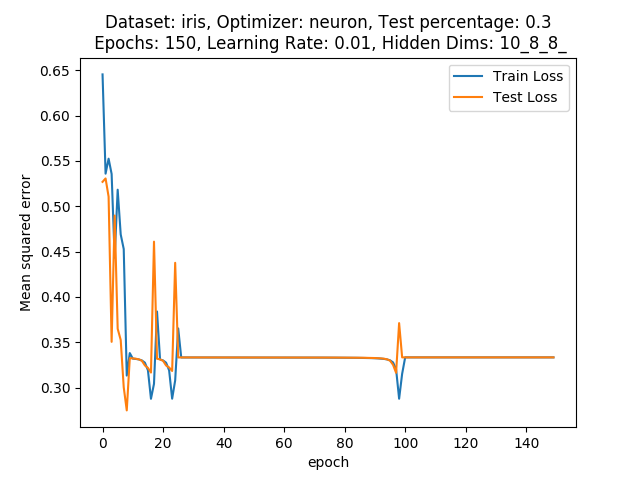 Dataset: iris, Optimizer: neuron, Test percentage: 0.3
Epochs: 150, Learning Rate: 0.01, Hidden Dims: 10_8_8_
Train Loss
Test Loss
Mean squared error
0.65
0.60
0.55
0.50
0.45
0.40
0.35
0.30
0 20 40 60 80 100 120 140
epoch